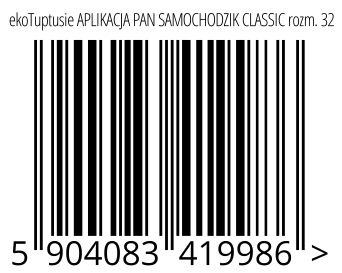 ekoTuptusie APLIKACJA PAN SAMOCHODZIK CLASSIC rozm. 32
5 904083 419986 >